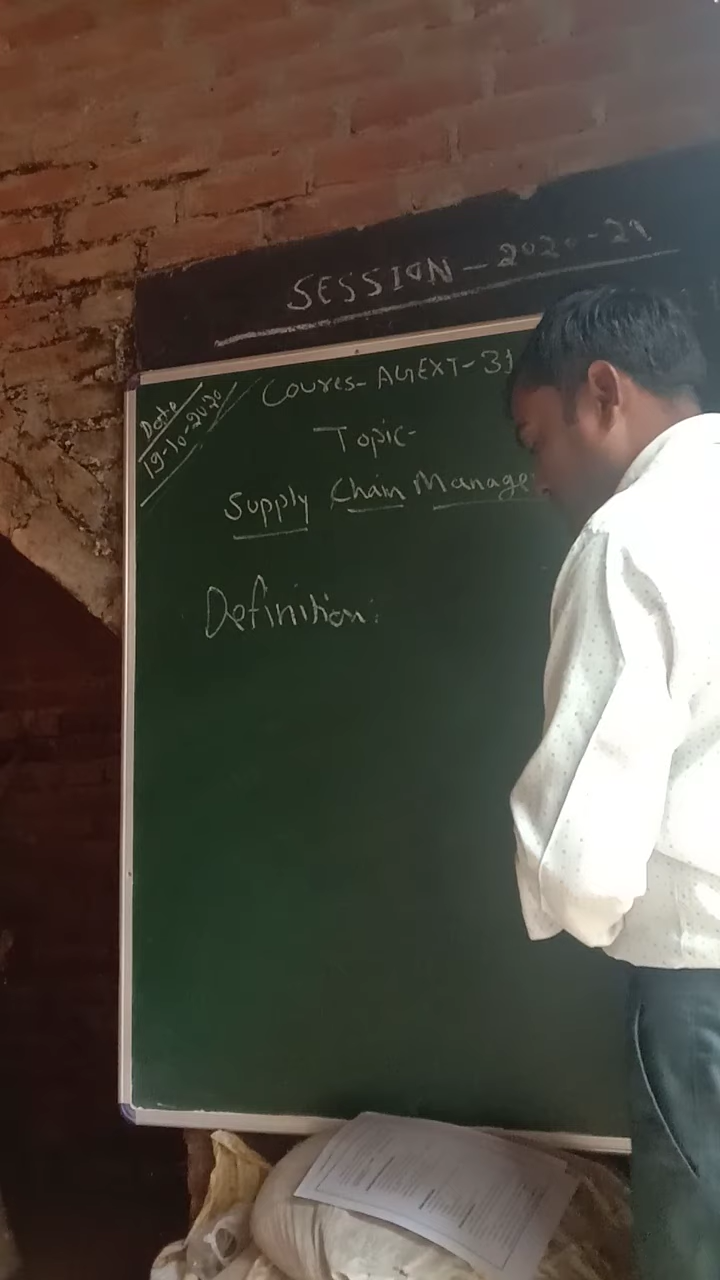 SESSION - 2020-21
Date
19-10-2020
Coures- AGEXT-31
Topic-
Supply Chain Manage
Definition: